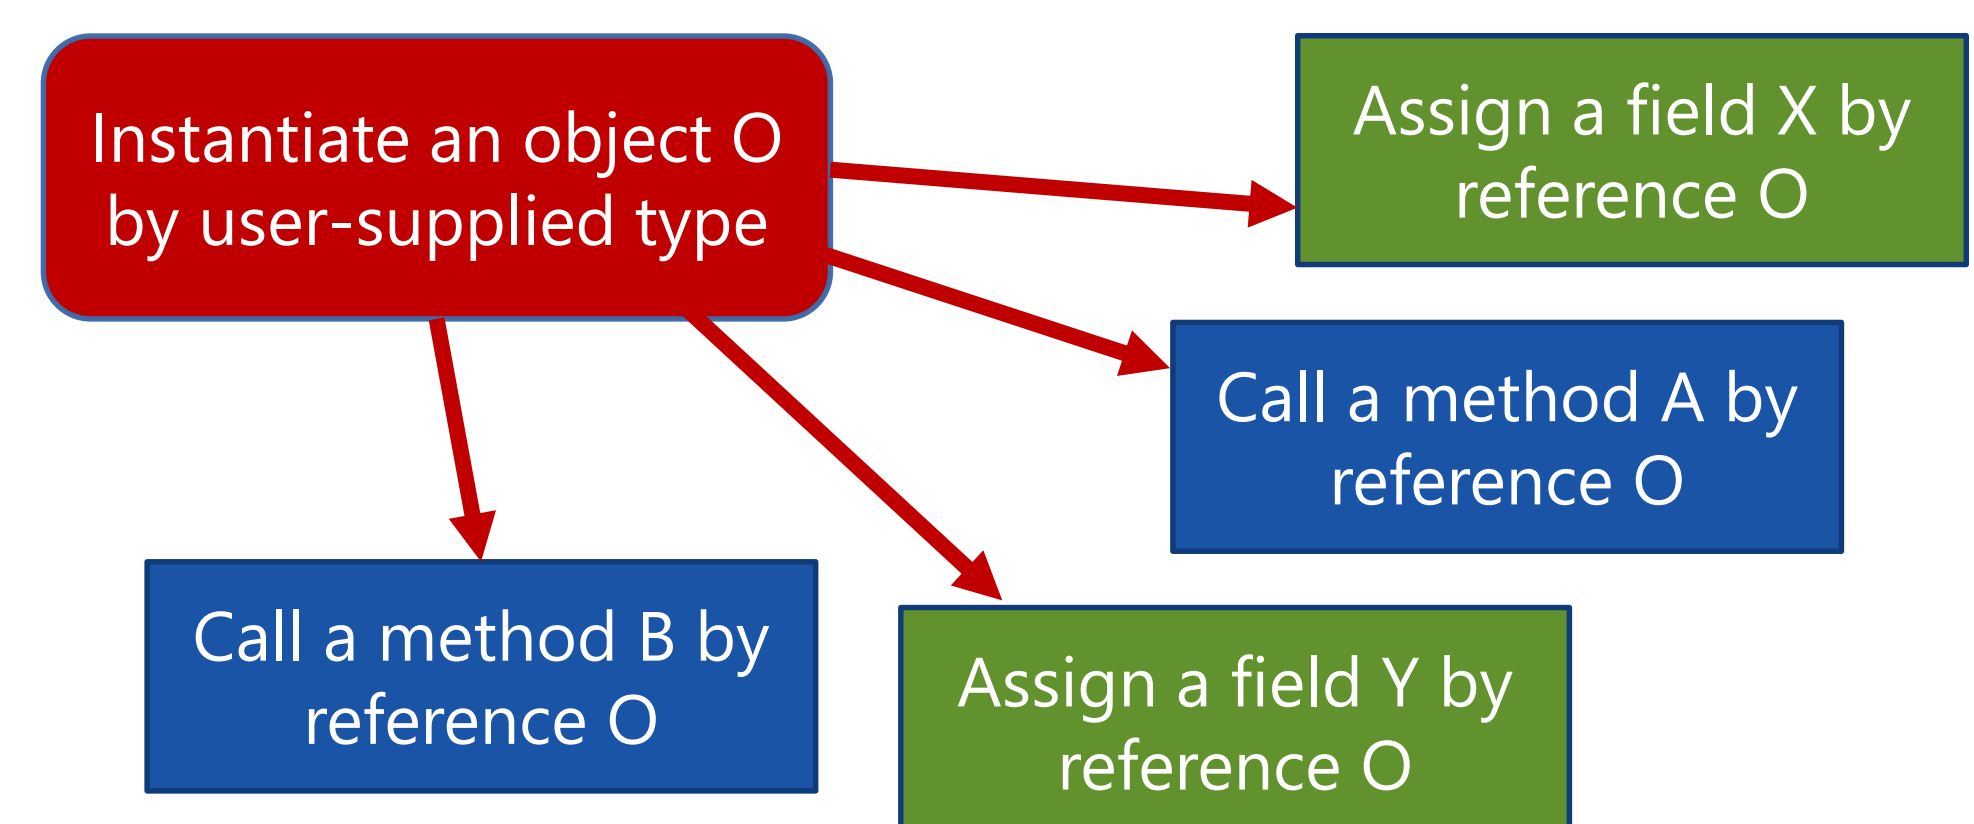 Instantiate an object O
by user-supplied type
Assign a field X by
reference O
Call a method A by
reference O
Call a method B by
reference O
Assign a field Y by
reference O